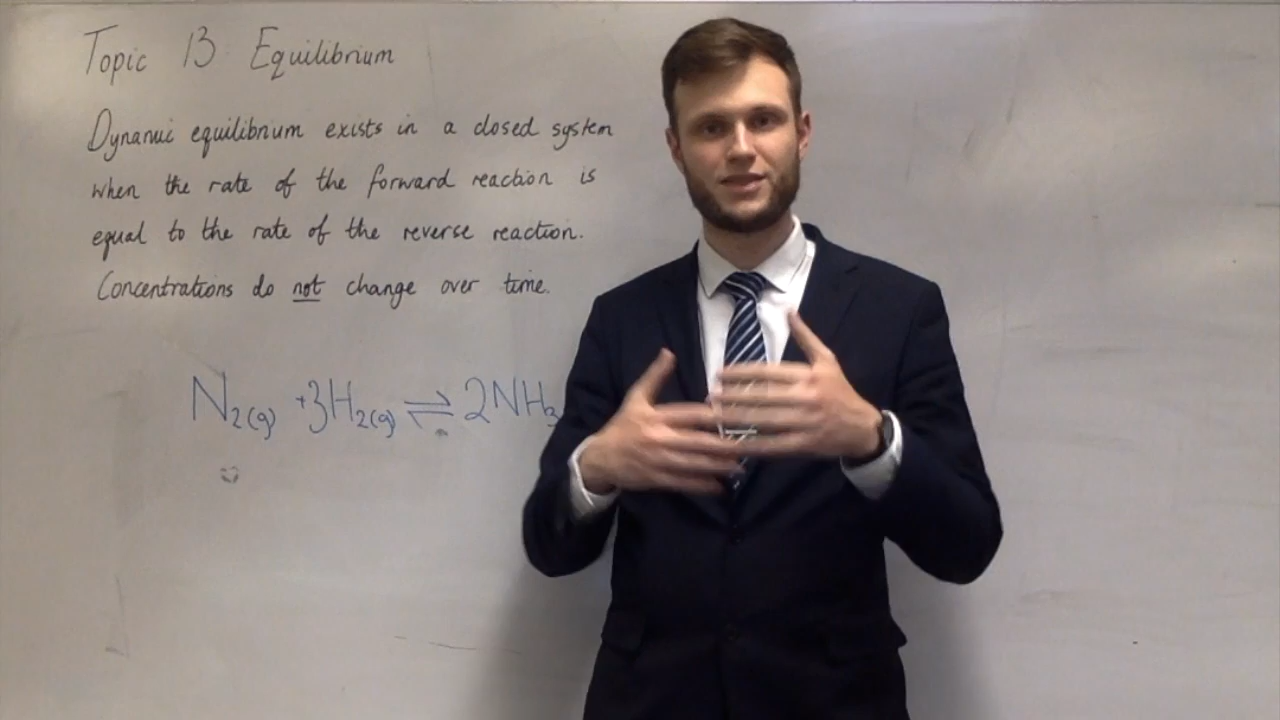 Topic 13 Equilibrium
Dynamic equilibrium exists in a closed system
when the rate of the forward reaction is
equal to the rate of the reverse reaction.
Concentrations do not change over time.
N₂(g) +3H₂(g) ⇌ 2NH₃